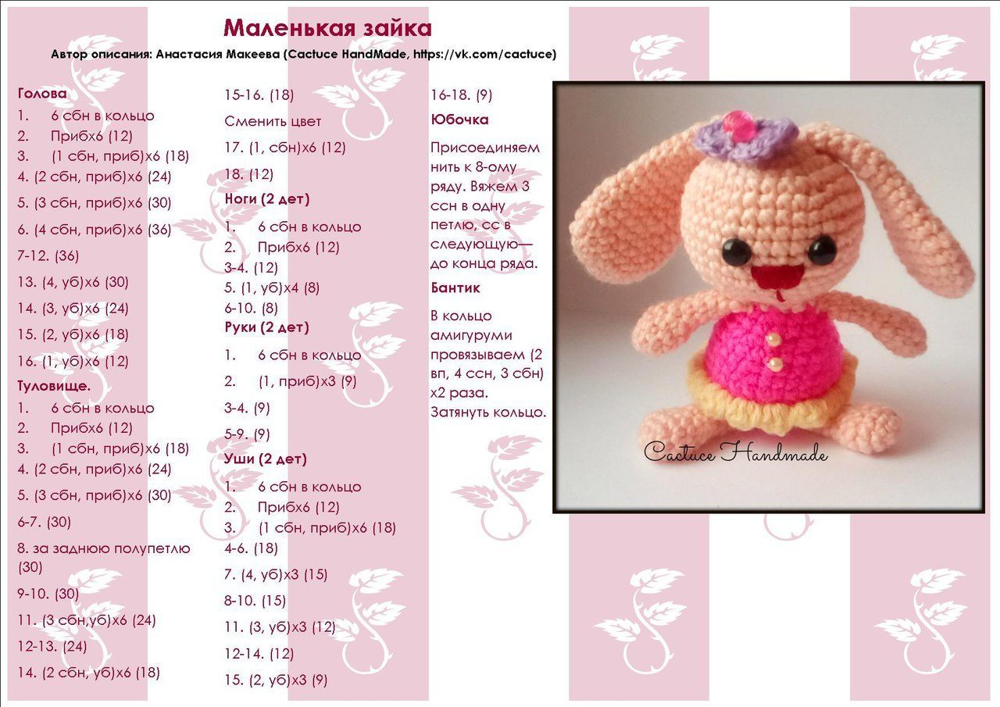 Маленькая зайка
Автор описания: Анастасия Макеева (Cactuce HandMade, https://vk.com/cactuce)
Голова
1. 6 сбн в кольцо
2. Прибх6 (12)
3. (1 сбн, приб)х6 (18)
4. (2 сбн, приб)х6 (24)
5. (3 сбн, приб)х6 (30)
6. (4 сбн, приб)х6 (36)
7-12. (36)
13. (4, уб)х6 (30)
14. (3, уб)х6 (24)
15. (2, уб)х6 (18)
16. (1, уб)х6 (12)
Туловище.
1. 6 сбн в кольцо
2. Прибх6 (12)
3. (1 сбн, приб)х6 (18)
4. (2 сбн, приб)х6 (24)
5. (3 сбн, приб)х6 (30)
6-7. (30)
8. за заднюю полупетлю
(30)
9-10. (30)
11. (3 сбн,уб)х6 (24)
12-13. (24)
14. (2 сбн, уб)х6 (18)
15-16. (18)
Сменить цвет
17. (1, сбн)х6 (12)
18. (12)
Ноги (2 дет)
1. 6 сбн в кольцо
2. Прибх6 (12)
3-4. (12)
5. (1, уб)х4 (8)
6-10. (8)
Руки (2 дет)
1. 6 сбн в кольцо
2. (1, приб)х3 (9)
3-4. (9)
5-9. (9)
Уши (2 дет)
1. 6 сбн в кольцо
2. Прибх6 (12)
3. (1 сбн, приб)х6 (18)
4-6. (18)
7. (4, уб)х3 (15)
8-10. (15)
11. (3, уб)х3 (12)
12-14. (12)
15. (2, уб)х3 (9)
16-18. (9)
Юбочка
Присоединяем
нить к 8-ому
ряду. Вяжем 3
ссн в одну
петлю, сс в
следующую—
до конца ряда.
Бантик
В кольцо
амигуруми
провязываем (2
вп, 4 ссн, 3 сбн)
х2 раза.
Затянуть кольцо.
Cactuce Handmade